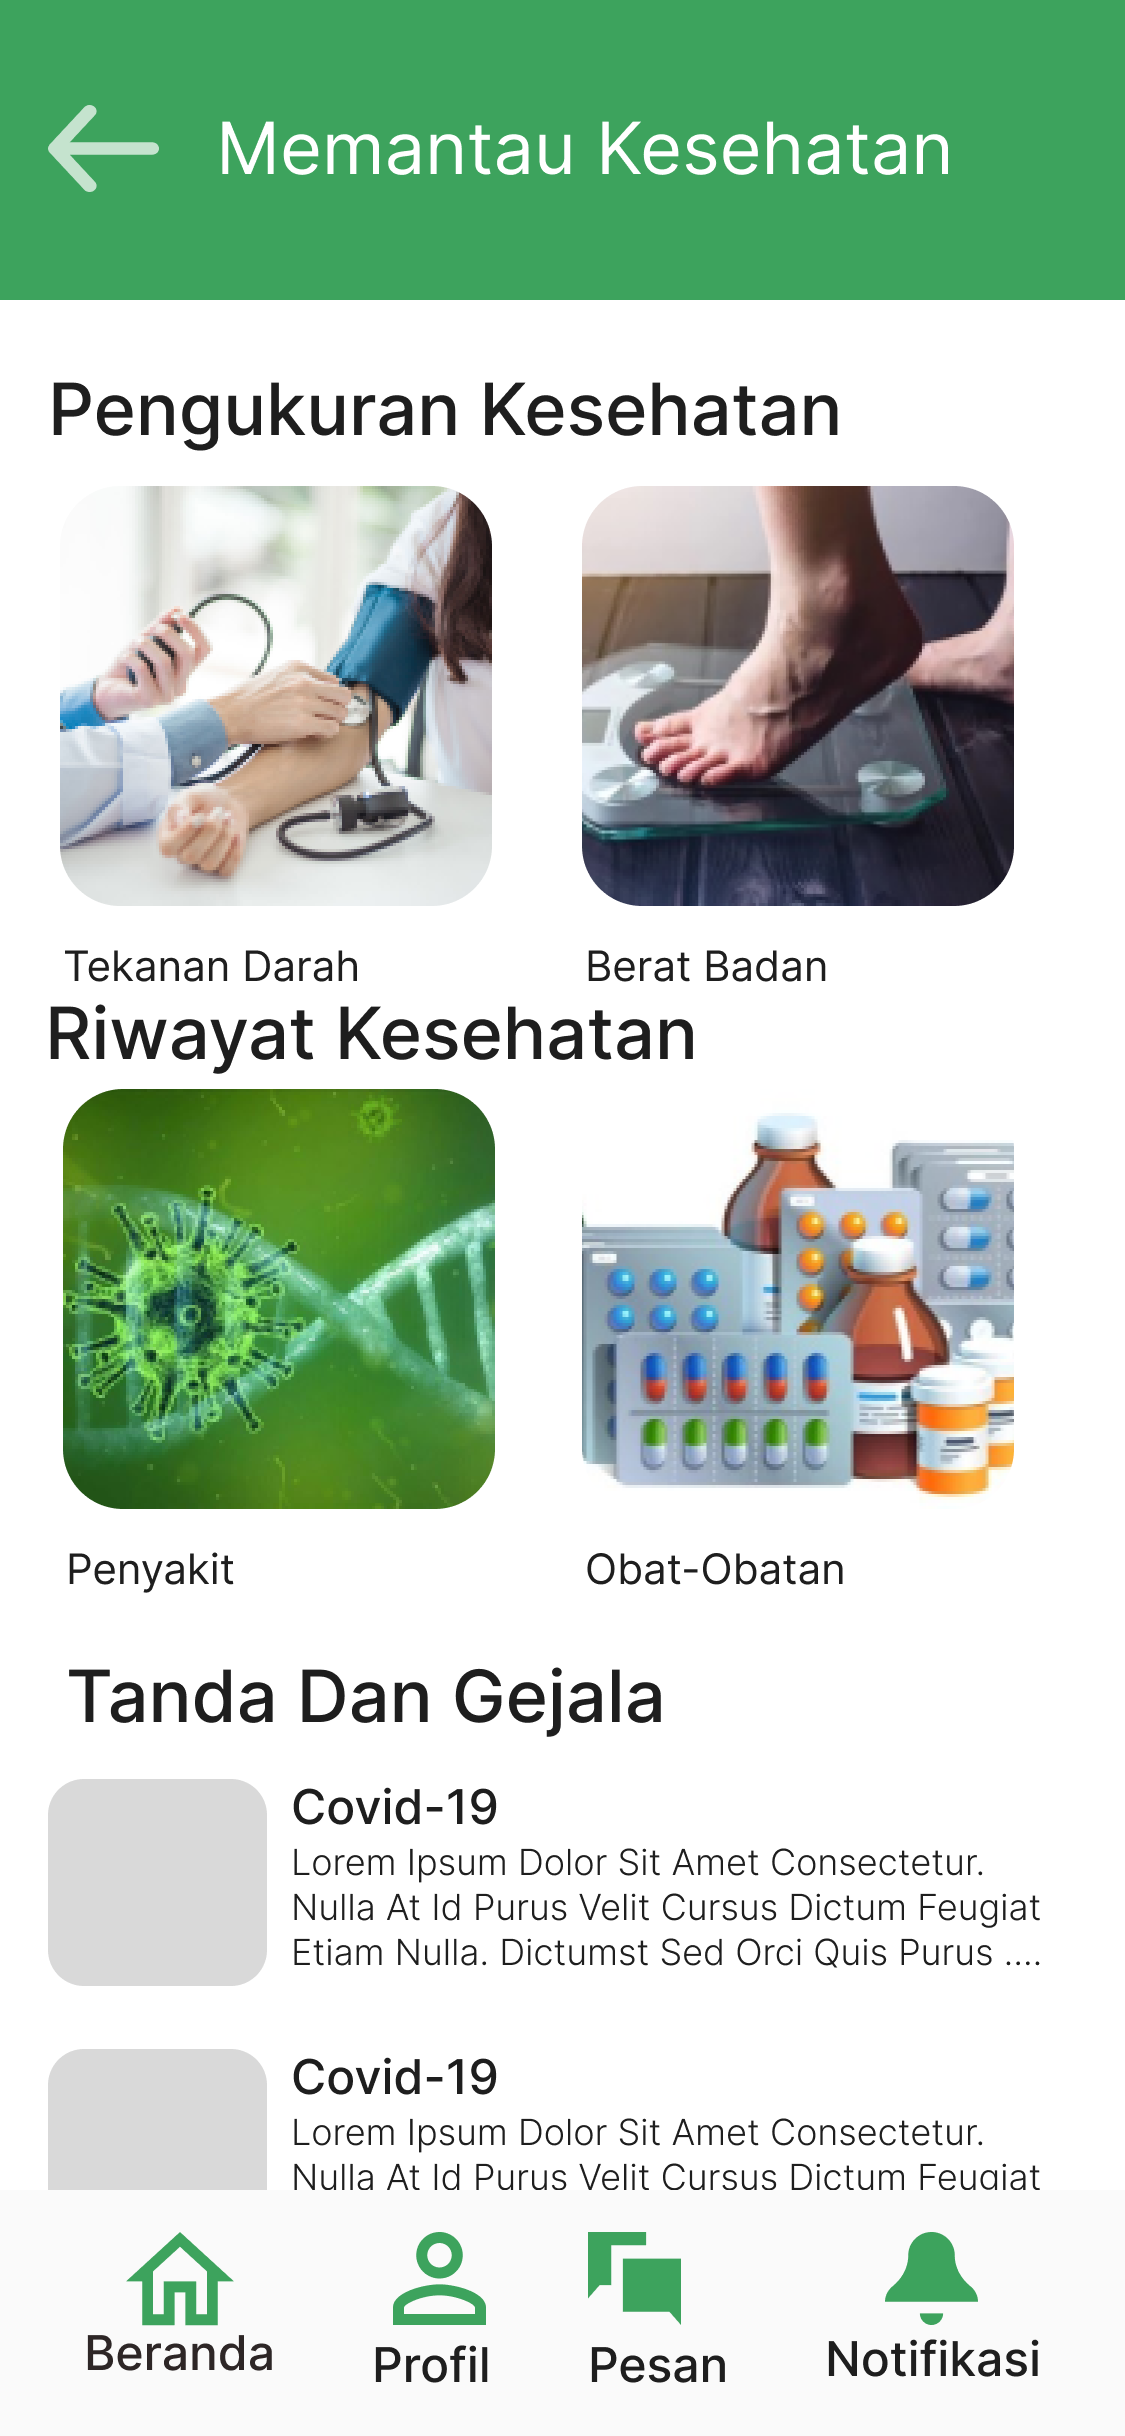 Memantau Kesehatan
Pengukuran Kesehatan
Tekanan Darah
Berat Badan
Riwayat Kesehatan
Penyakit
Obat-Obatan
Tanda Dan Gejala
Covid-19
Lorem Ipsum Dolor Sit Amet Consectetur.
Nulla At Id Purus Velit Cursus Dictum Feugiat
Etiam Nulla. Dictumst Sed Orci Quis Purus ....
Covid-19
Lorem Ipsum Dolor Sit Amet Consectetur.
Nulla At Id Purus Velit Cursus Dictum Feugiat
Beranda
Profil
Pesan
Notifikasi